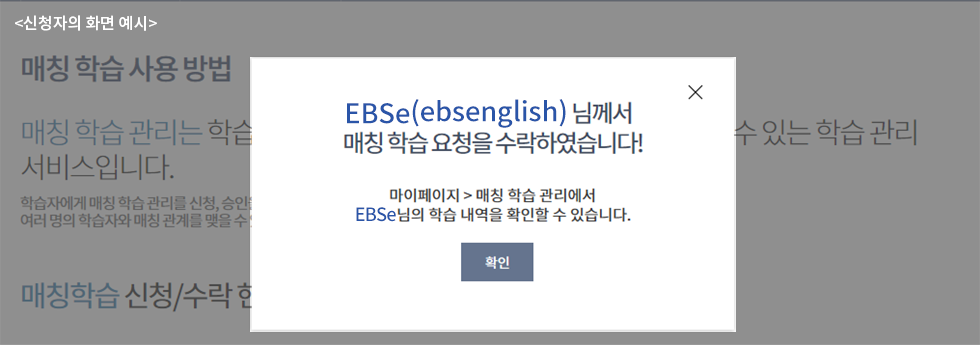 <신청자의 화면 예시>
매칭 학습 사용 방법
EBSe(ebsenglish) 님께서
매칭 학습 요청을 수락하였습니다!
매칭 학습 관리는 학습
수 있는 학습 관리
서비스입니다.
마이페이지 > 매칭 학습 관리에서
EBSe님의 학습 내역을 확인할 수 있습니다.
학습자에게 매칭 학습 관리를 신청, 승인
여러 명의 학습자와 매칭 관계를 맺을 수
확인
매칭학습 신청/수락